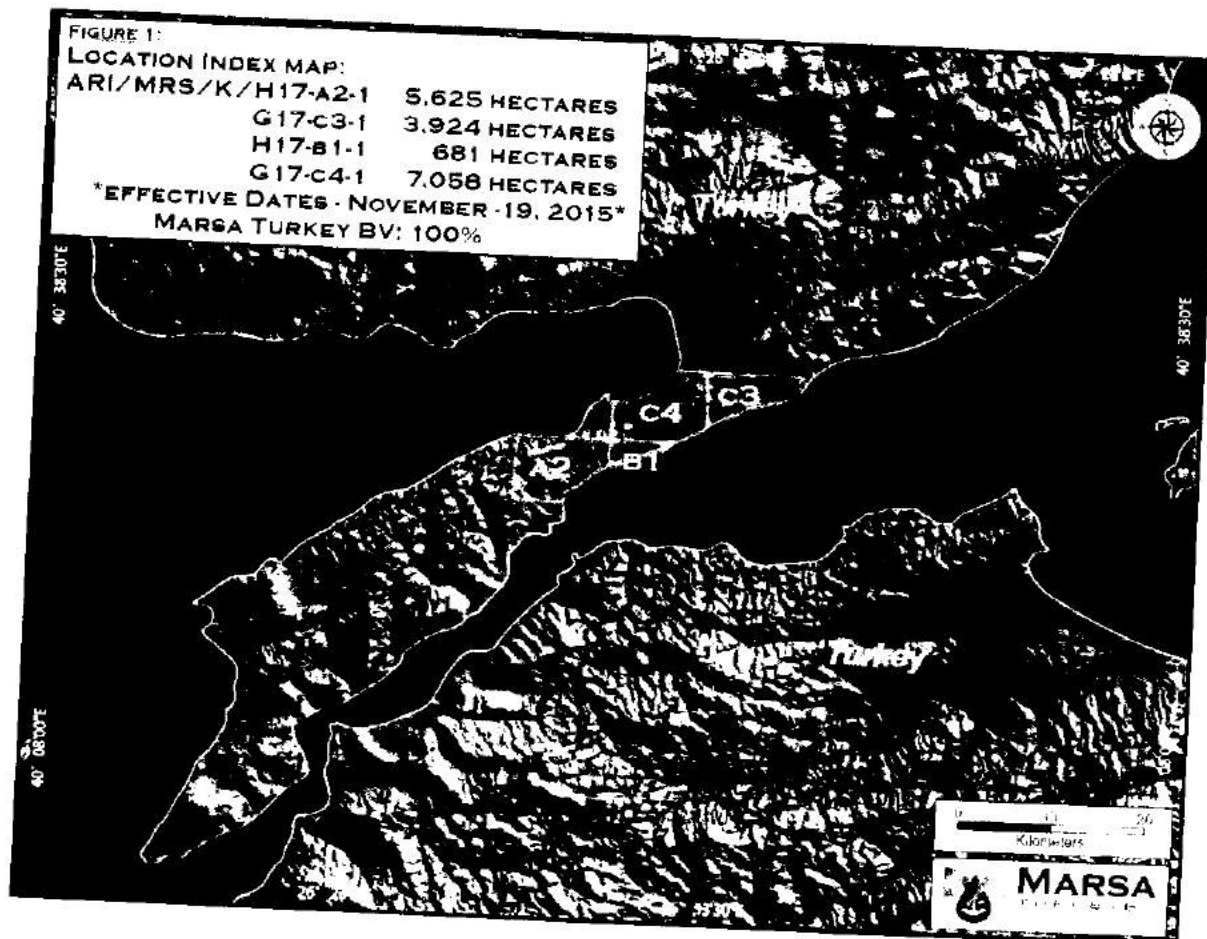 FIGURE 1:
LOCATION INDEX MAP:
ARI/MRS/K/H17-A2-1 5.625 HECTARES
G17-C3-1 3.924 HECTARES
H17-B1-1 681 HECTARES
G17-C4-1 7.058 HECTARES
*EFFECTIVE DATES - NOVEMBER -19, 2015*
MARSA TURKEY BV: 100%
40° 38'30"E
40° 38'30"E
C4
C3
A2
B1
Turkey
40° 08'00"E
20
Kilometers
MARSA